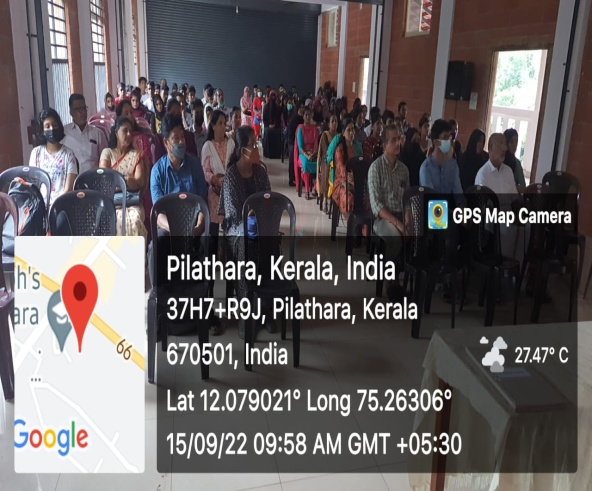 GPS Map Camera
Pilathara, Kerala, India
37H7+R9J, Pilathara, Kerala
670501, India
27.47° C
Lat 12.079021° Long 75.26306°
15/09/22 09:58 AM GMT +05:30
h's
ara
66
Google